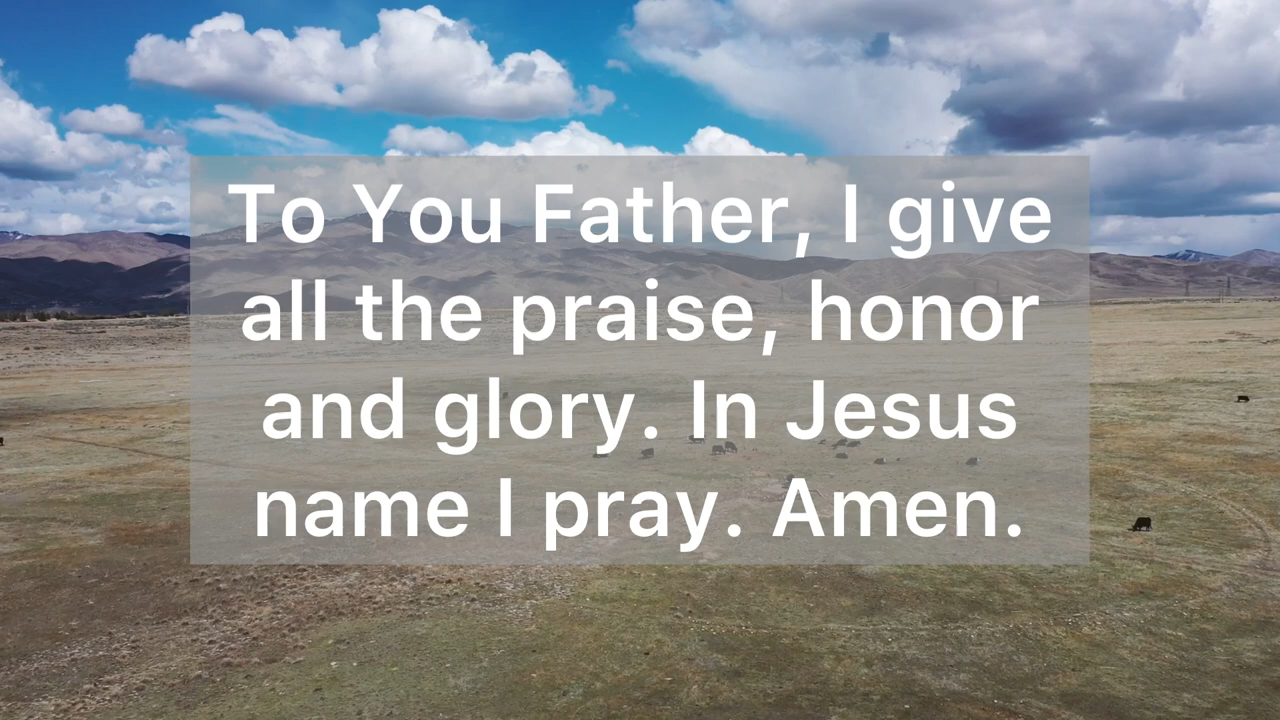 To You Father, I give
all the praise, honor
and glory. In Jesus
name I pray. Amen.